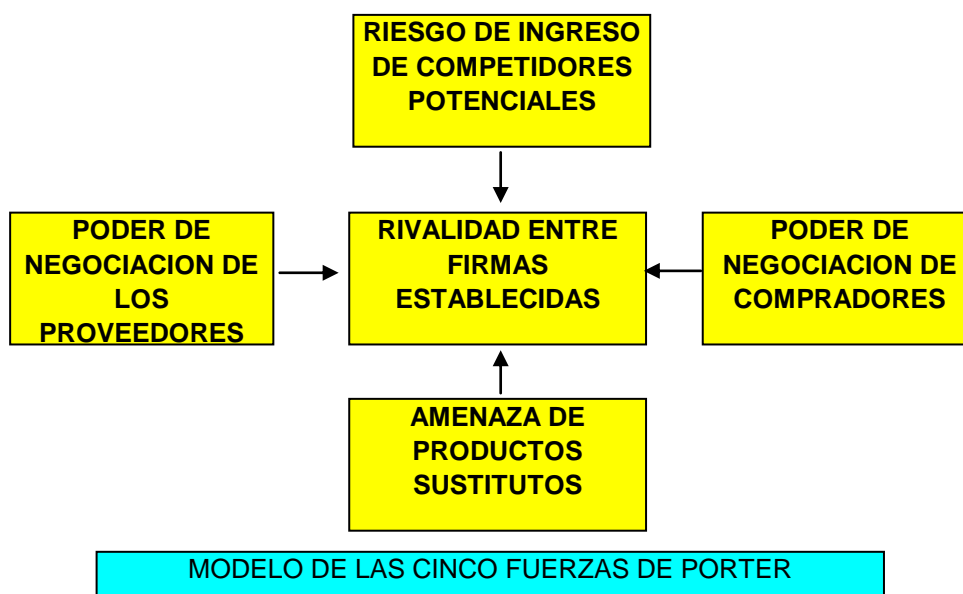 RIESGO DE INGRESO
DE COMPETIDORES
POTENCIALES
PODER DE
NEGOCIACION DE
LOS
PROVEEDORES
RIVALIDAD ENTRE
FIRMAS
ESTABLECIDAS
PODER DE
NEGOCIACION DE
COMPRADORES
AMENAZA DE
PRODUCTOS
SUSTITUTOS
MODELO DE LAS CINCO FUERZAS DE PORTER